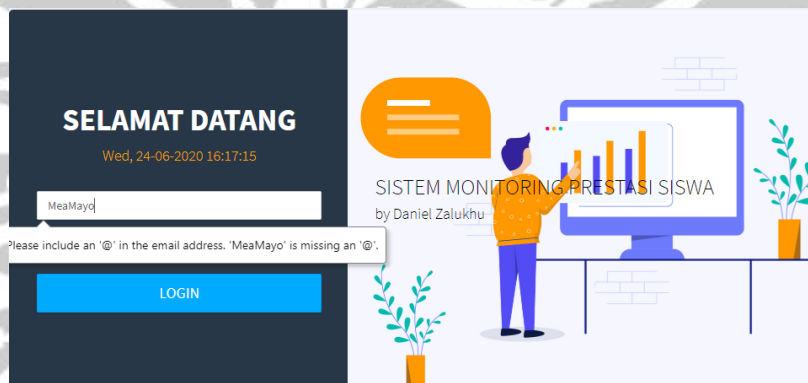 SELAMAT DATANG
Wed, 24-06-2020 16:17:15
MeaMayo
Please include an '@' in the email address. 'MeaMayo' is missing an '@'.
LOGIN
SISTEM MONITORING PRESTASI SISWA
by Daniel Zalukhu